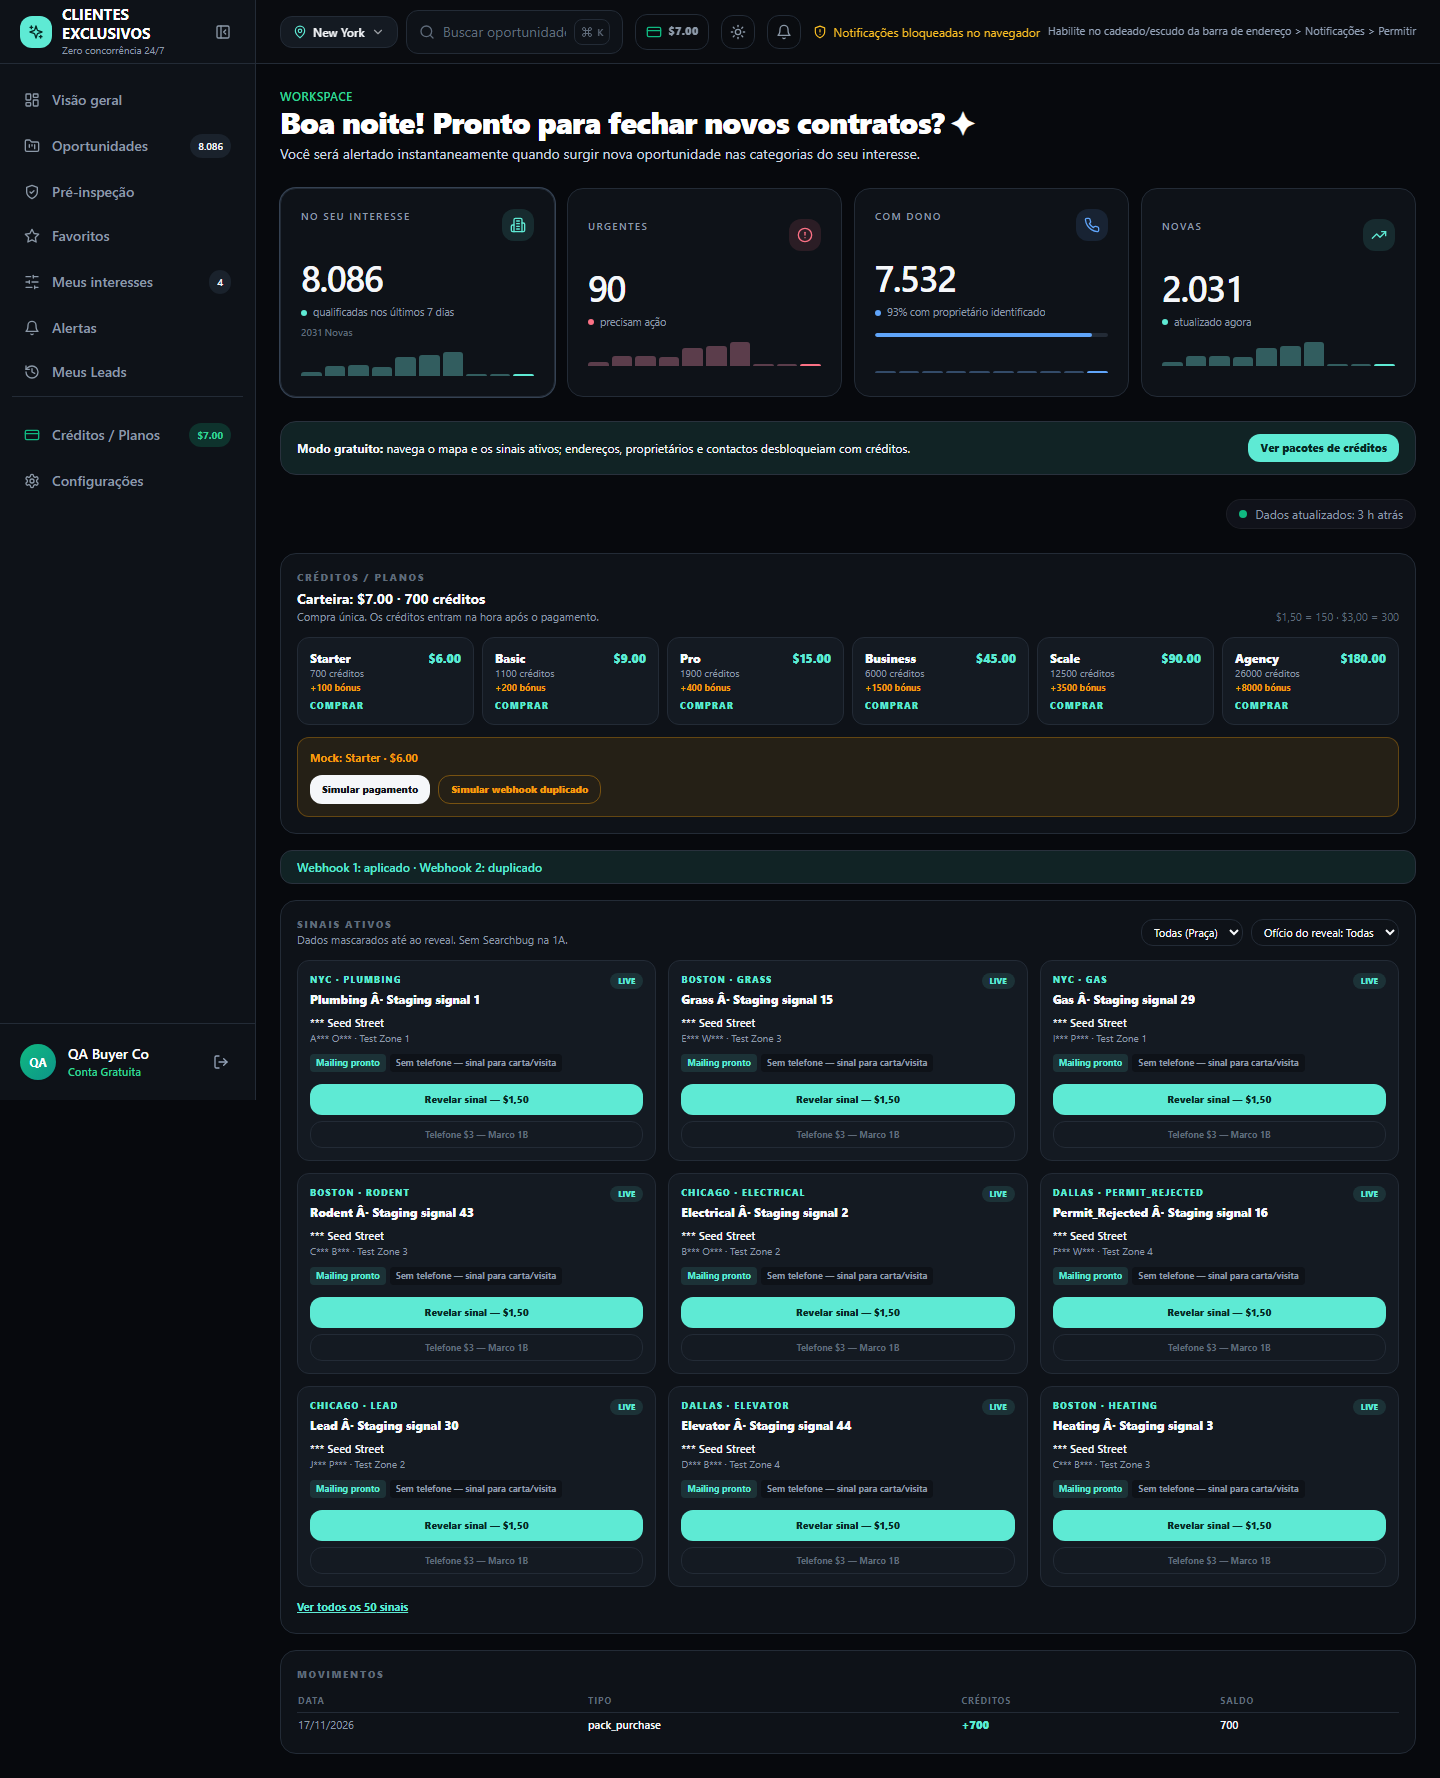 CLIENTES
EXCLUSIVOS
Zero concorrência 24/7
Visão geral
Oportunidades 8.086
Pré-inspeção
Favoritos
Meus interesses 4
Alertas
Meus Leads
Créditos / Planos $7.00
Configurações
QA QA Buyer Co
Conta Gratuita
New York Buscar oportunidade ⌘ K $7.00 Notificações bloqueadas no navegador Habilite no cadeado/escudo da barra de endereço > Notificações > Permitir
WORKSPACE
Boa noite! Pronto para fechar novos contratos? ✦
Você será alertado instantaneamente quando surgir nova oportunidade nas categorias do seu interesse.
NO SEU INTERESSE
8.086
qualificadas nos últimos 7 dias
2031 Novas
URGENTES
90
precisam ação
COM DONO
7.532
93% com proprietário identificado
NOVAS
2.031
atualizado agora
Modo gratuito: navega o mapa e os sinais ativos; endereços, proprietários e contactos desbloqueiam com créditos. Ver pacotes de créditos
Dados atualizados: 3 h atrás
CRÉDITOS / PLANOS
Carteira: $7.00 · 700 créditos
Compra única. Os créditos entram na hora após o pagamento. $1,50 = 150 · $3,00 = 300
Starter $6.00
700 créditos
+100 bónus
COMPRAR
Basic $9.00
1100 créditos
+200 bónus
COMPRAR
Pro $15.00
1900 créditos
+400 bónus
COMPRAR
Business $45.00
6000 créditos
+1500 bónus
COMPRAR
Scale $90.00
12500 créditos
+3500 bónus
COMPRAR
Agency $180.00
26000 créditos
+8000 bónus
COMPRAR
Mock: Starter · $6.00
Simular pagamento Simular webhook duplicado
Webhook 1: aplicado · Webhook 2: duplicado
SINAIS ATIVOS
Dados mascarados até ao reveal. Sem Searchbug na 1A.
Todas (Praça) Ofício do reveal: Todas
NYC · PLUMBING LIVE
Plumbing Â· Staging signal 1
*** Seed Street
A*** O*** · Test Zone 1
Mailing pronto Sem telefone — sinal para carta/visita
Revelar sinal — $1,50
Telefone $3 — Marco 1B
BOSTON · GRASS LIVE
Grass Â· Staging signal 15
*** Seed Street
E*** W*** · Test Zone 3
Mailing pronto Sem telefone — sinal para carta/visita
Revelar sinal — $1,50
Telefone $3 — Marco 1B
NYC · GAS LIVE
Gas Â· Staging signal 29
*** Seed Street
I*** P*** · Test Zone 1
Mailing pronto Sem telefone — sinal para carta/visita
Revelar sinal — $1,50
Telefone $3 — Marco 1B
BOSTON · RODENT LIVE
Rodent Â· Staging signal 43
*** Seed Street
C*** B*** · Test Zone 3
Mailing pronto Sem telefone — sinal para carta/visita
Revelar sinal — $1,50
Telefone $3 — Marco 1B
CHICAGO · ELECTRICAL LIVE
Electrical Â· Staging signal 2
*** Seed Street
B*** O*** · Test Zone 2
Mailing pronto Sem telefone — sinal para carta/visita
Revelar sinal — $1,50
Telefone $3 — Marco 1B
DALLAS · PERMIT_REJECTED LIVE
Permit_Rejected Â· Staging signal 16
*** Seed Street
F*** W*** · Test Zone 4
Mailing pronto Sem telefone — sinal para carta/visita
Revelar sinal — $1,50
Telefone $3 — Marco 1B
CHICAGO · LEAD LIVE
Lead Â· Staging signal 30
*** Seed Street
J*** P*** · Test Zone 2
Mailing pronto Sem telefone — sinal para carta/visita
Revelar sinal — $1,50
Telefone $3 — Marco 1B
DALLAS · ELEVATOR LIVE
Elevator Â· Staging signal 44
*** Seed Street
D*** B*** · Test Zone 4
Mailing pronto Sem telefone — sinal para carta/visita
Revelar sinal — $1,50
Telefone $3 — Marco 1B
BOSTON · HEATING LIVE
Heating Â· Staging signal 3
*** Seed Street
C*** B*** · Test Zone 3
Mailing pronto Sem telefone — sinal para carta/visita
Revelar sinal — $1,50
Telefone $3 — Marco 1B
Ver todos os 50 sinais
MOVIMENTOS
DATA TIPO CRÉDITOS SALDO
17/11/2026 pack_purchase +700 700